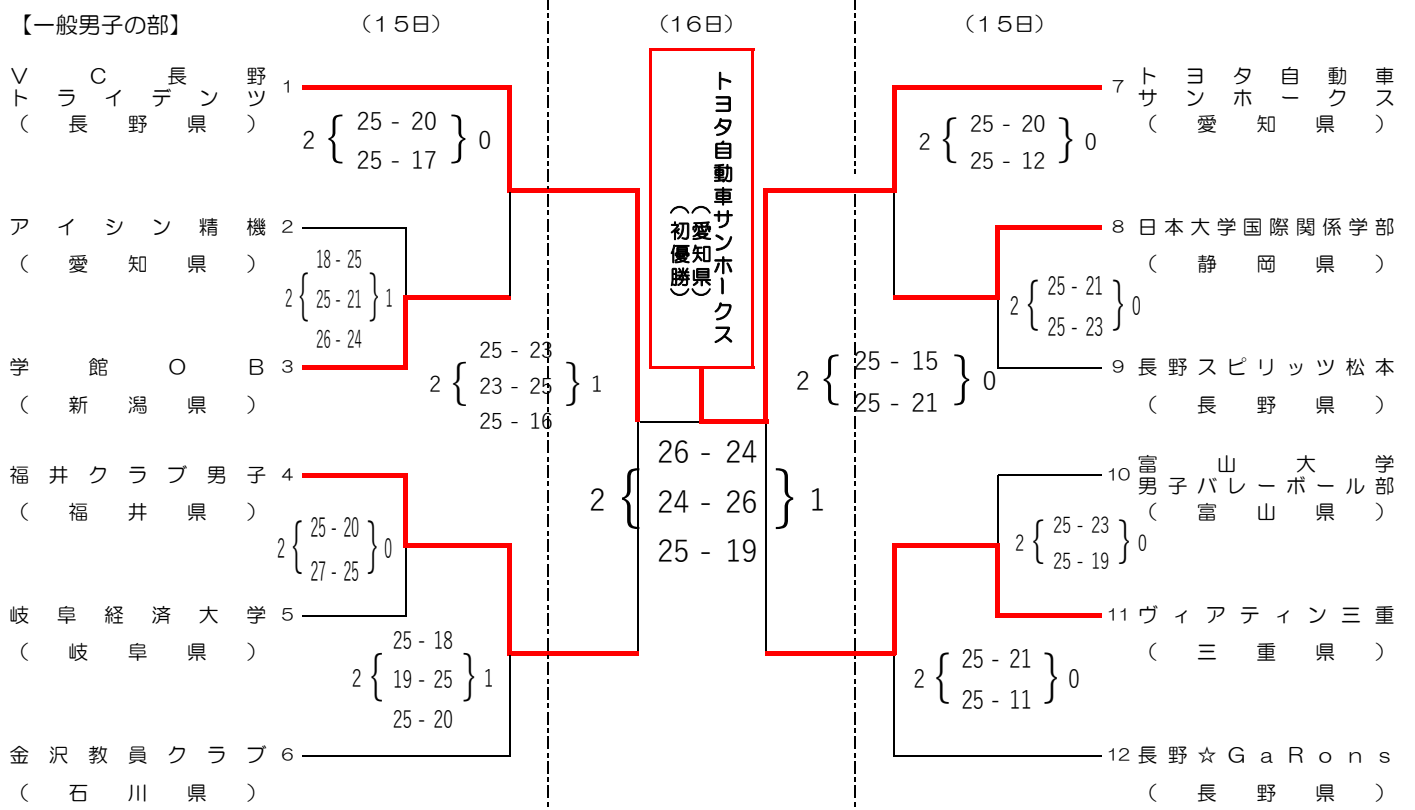 【一般男子の部】
（１５日）
（１６日）
（１５日）
ＶＣ長野
トライデンツ
（長野県）
1
2 { 25 - 20
25 - 17 } 0
アイシン精機
（愛知県）
2
18 - 25
2 { 25 - 21 } 1
26 - 24
学館ＯＢ
（新潟県）
3
25 - 23
2 { 23 - 25 } 1
25 - 16
福井クラブ男子
（福井県）
4
2 { 25 - 20
27 - 25 } 0
岐阜経済大学
（岐阜県）
5
25 - 18
2 { 19 - 25 } 1
25 - 20
金沢教員クラブ
（石川県）
6
トヨタ自動車サンホークス
（愛知県）
（初優勝）
26 - 24
2 { 24 - 26 } 1
25 - 19
7
トヨタ自動車
サンホークス
（愛知県）
2 { 25 - 20
25 - 12 } 0
8
日本大学国際関係学部
（静岡県）
2 { 25 - 21
25 - 23 } 0
9
長野スピリッツ松本
（長野県）
2 { 25 - 15
25 - 21 } 0
10
富山大学
男子バレーボール部
（富山県）
2 { 25 - 23
25 - 19 } 0
11
ヴィアティン三重
（三重県）
2 { 25 - 21
25 - 11 } 0
12
長野☆ＧａＲｏｎｓ
（長野県）